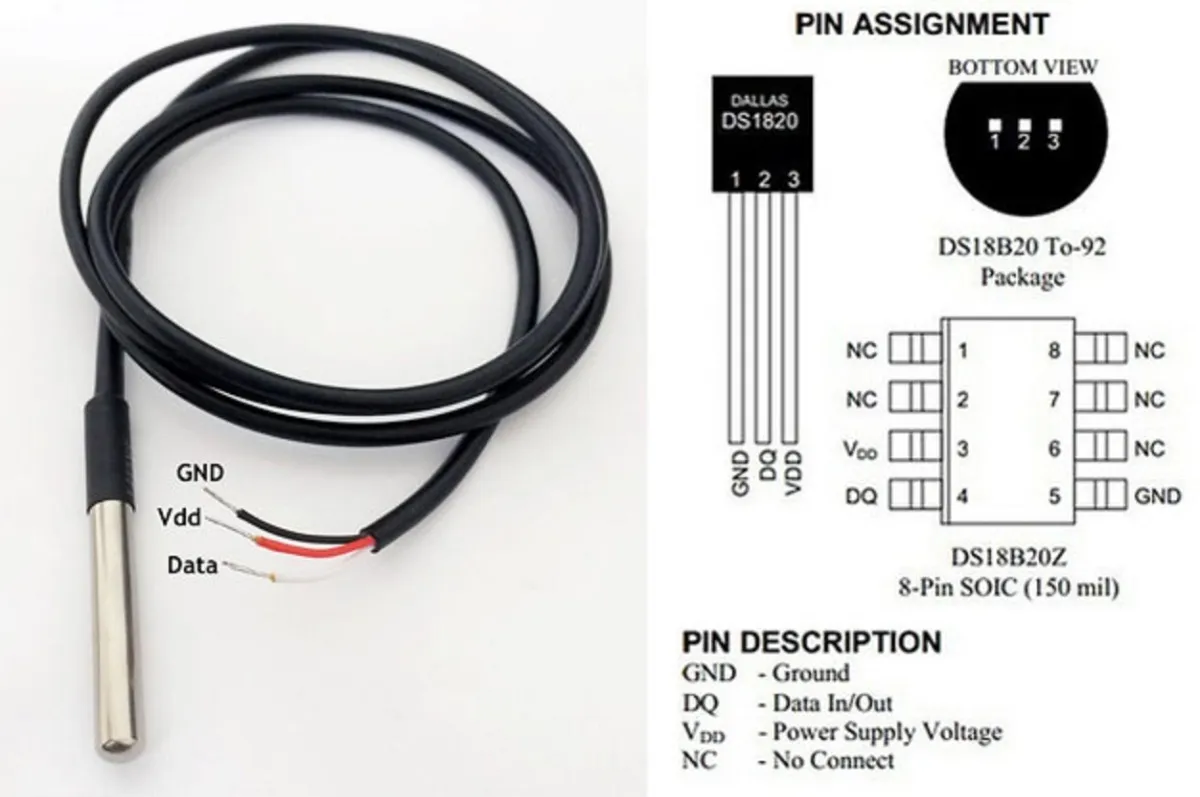 GND
Vdd
Data
PIN ASSIGNMENT
BOTTOM VIEW
DALLAS
DS1820
1 2 3
GND
DQ
VDD
1 2 3
DS18B20 To-92
Package
NC 1 8 NC
NC 2 7 NC
VDD 3 6 NC
DQ 4 5 GND
DS18B20Z
8-Pin SOIC (150 mil)
PIN DESCRIPTION
GND - Ground
DQ - Data In/Out
VDD - Power Supply Voltage
NC - No Connect